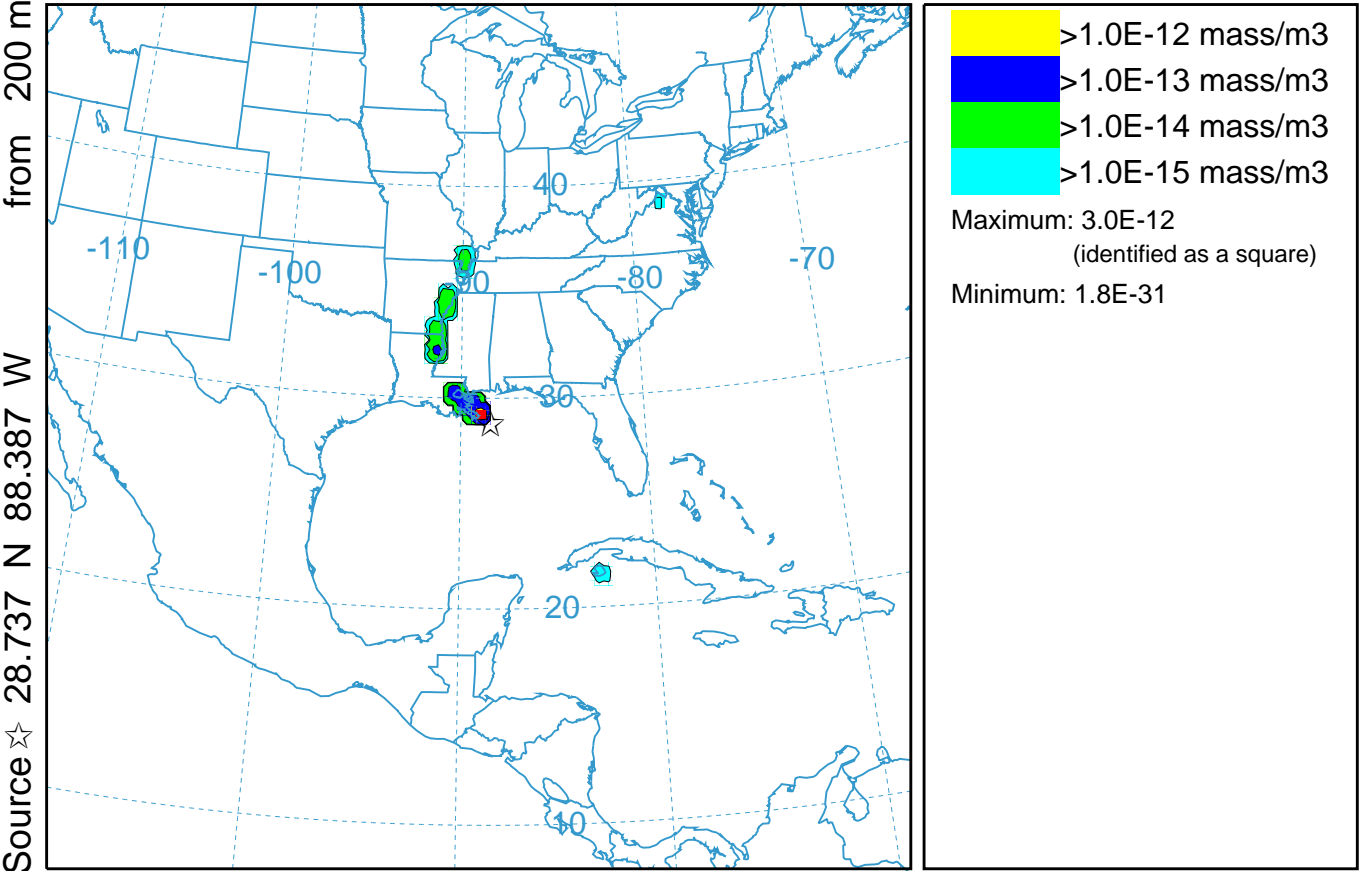 Source ☆ 28.737 N 88.387 W from 200 m
>1.0E-12 mass/m3
>1.0E-13 mass/m3
>1.0E-14 mass/m3
>1.0E-15 mass/m3
Maximum: 3.0E-12
(identified as a square)
Minimum: 1.8E-31
40
-110
-100
90
-80
-70
30
20
10